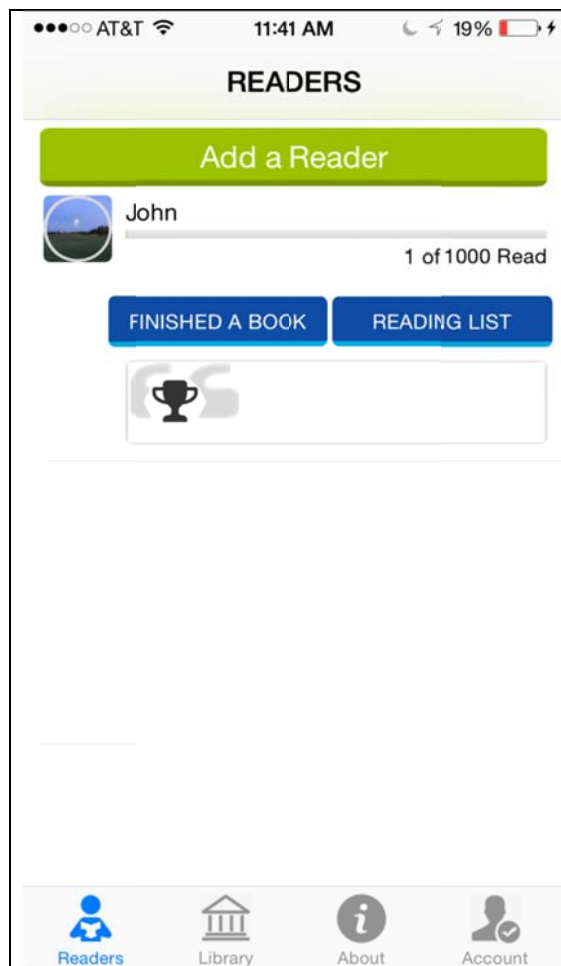 AT&T 11:41 AM 19%
READERS
Add a Reader
John
1 of 1000 Read
FINISHED A BOOK READING LIST
Readers Library About Account